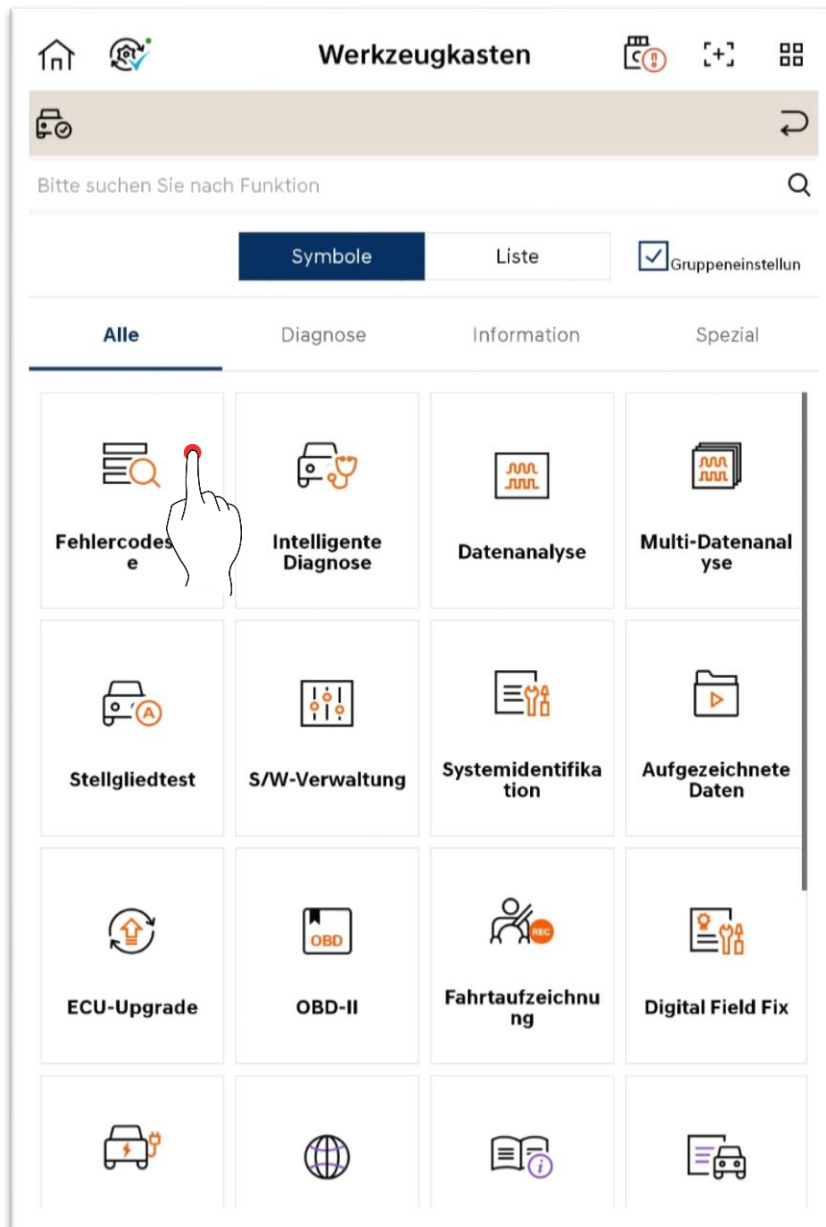 Werkzeugkasten
Bitte suchen Sie nach Funktion
Symbole
Liste
Gruppeneinstellun
Alle
Diagnose
Information
Spezial
Fehlercodes
e
Intelligente
Diagnose
Datenanalyse
Multi-Datenanal
yse
Stellgliedtest
A
S/W-Verwaltung
Systemidentifika
tion
Aufgezeichnete
Daten
ECU-Upgrade
OBD
OBD-II
REC
Fahrtaufzeichnu
ng
Digital Field Fix